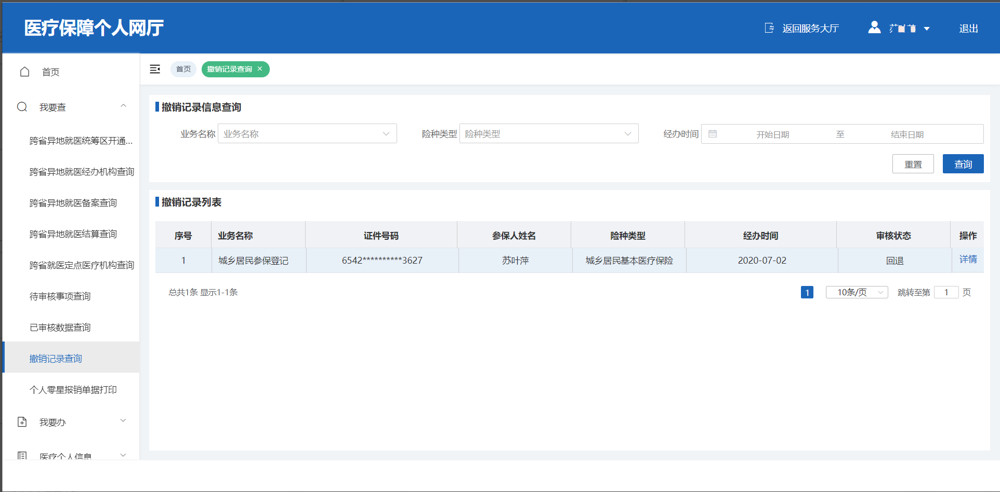 医疗保障个人网厅
返回服务大厅
退出
首页
首页
撤销记录查询
我要查
跨省异地就医统筹区开通...
跨省异地就医经办机构查询
跨省异地就医备案查询
跨省异地就医结算查询
跨省就医定点医疗机构查询
待审核事项查询
已审核数据查询
撤销记录查询
个人零星报销单据打印
我要办
医疗个人信息
撤销记录信息查询
业务名称 业务名称
险种类型 险种类型
经办时间 开始日期 至 结束日期
重置 查询
撤销记录列表
序号 业务名称 证件号码 参保人姓名 险种类型 经办时间 审核状态 操作
1 城乡居民参保登记 6542**********3627 苏叶萍 城乡居民基本医疗保险 2020-07-02 回退 详情
总共1条 显示1-1条
1 10条/页 跳转至第 1 页